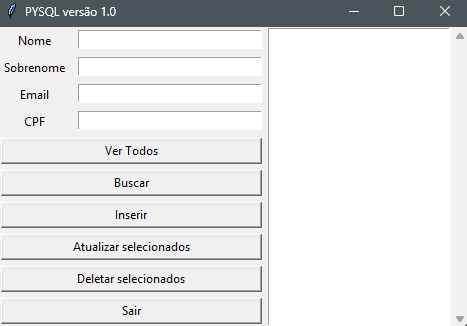 PYSQL versão 1.0
Nome
Sobrenome
Email
CPF
Ver Todos
Buscar
Inserir
Atualizar selecionados
Deletar selecionados
Sair